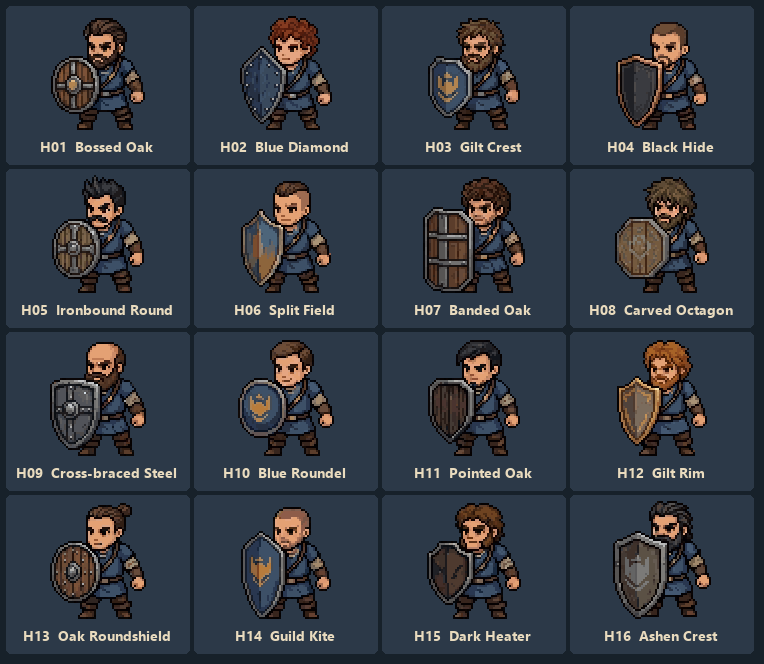 H01 Bossed Oak
H02 Blue Diamond
H03 Gilt Crest
H04 Black Hide
H05 Ironbound Round
H06 Split Field
H07 Banded Oak
H08 Carved Octagon
H09 Cross-braced Steel
H10 Blue Roundel
H11 Pointed Oak
H12 Gilt Rim
H13 Oak Roundshield
H14 Guild Kite
H15 Dark Heater
H16 Ashen Crest